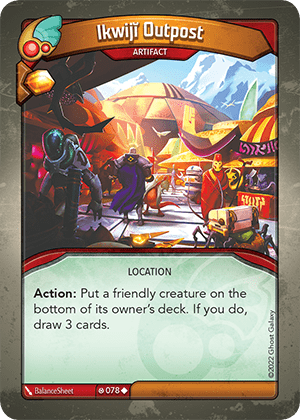 Ikwijĭ Outpost
ARTIFACT
LOCATION
Action: Put a friendly creature on the
bottom of its owner's deck. If you do,
draw 3 cards.
©2022 Ghost Galaxy
BalanceSheet
078